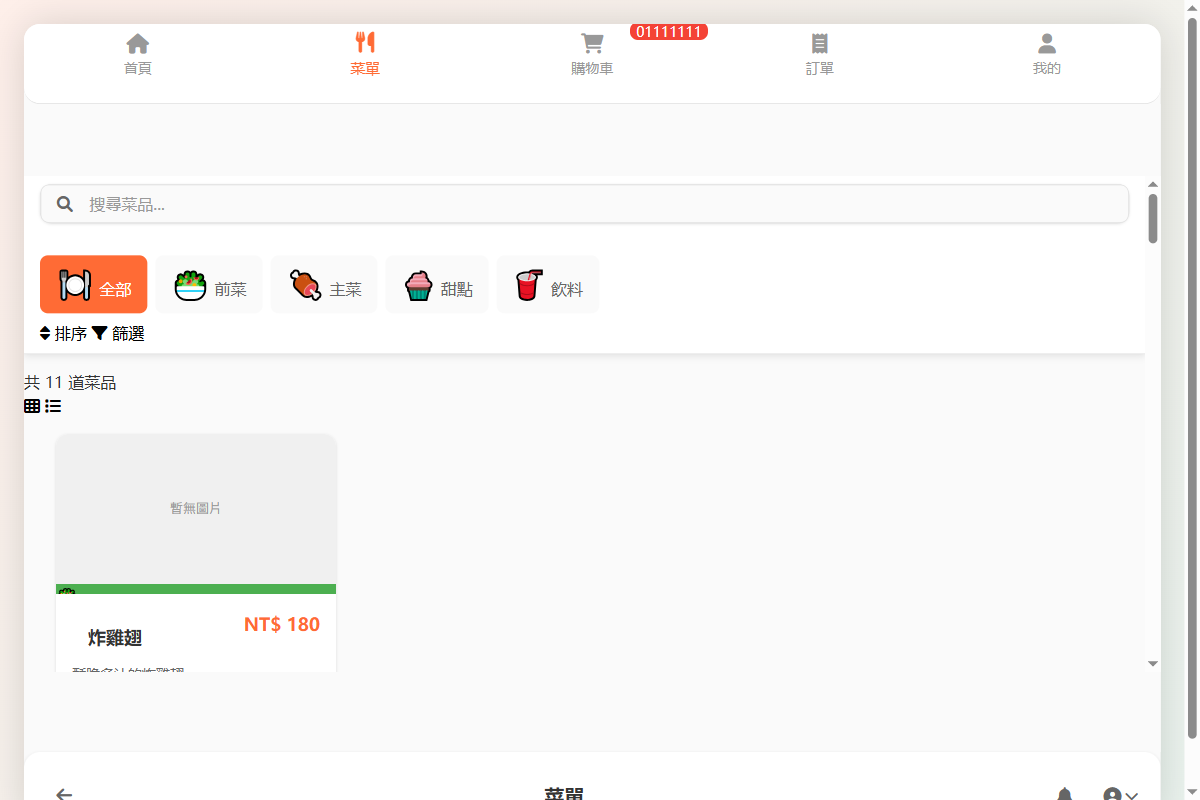 首頁
菜單
購物車
01111111
訂單
我的
搜尋菜品...
全部
前菜
主菜
甜點
飲料
排序 篩選
共 11 道菜品
暫無圖片
炸雞翅
NT$ 180
菜單